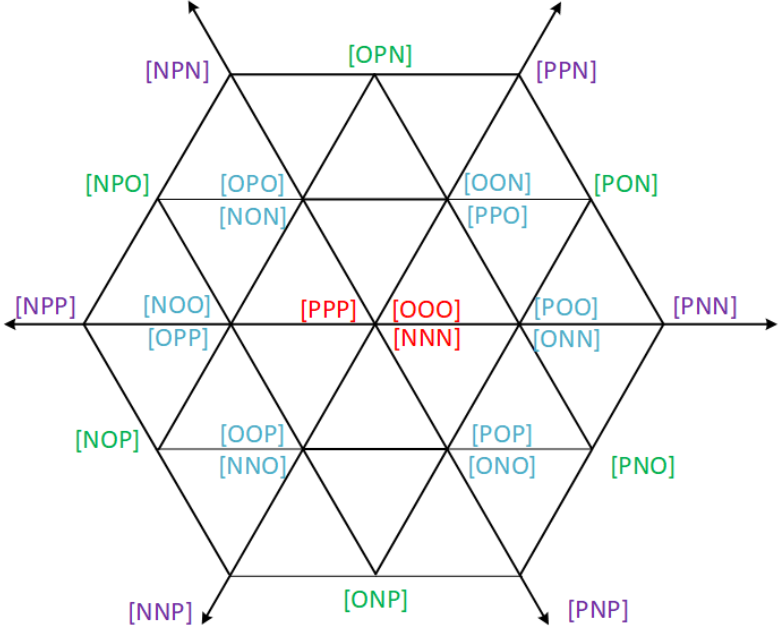 [OPN]
[NPN] [PPN]
[NPO] [OPO] [OON] [PON]
[NON] [PPO]
[NPP] [NOO] [PPP] [OOO] [POO] [PNN]
[OPP] [NNN] [ONN]
[NOP] [OOP] [POP]
[NNO] [ONO] [PNO]
[NNP] [ONP] [PNP]